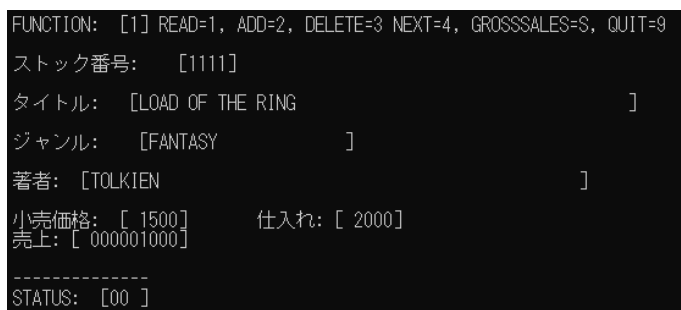 FUNCTION: [1] READ=1, ADD=2, DELETE=3 NEXT=4, GROSSSALES=S, QUIT=9
ストック番号: [1111]
タイトル: [LOAD OF THE RING ]
ジャンル: [FANTASY ]
著者: [TOLKIEN ]
小売価格: [ 1500] 仕入れ: [ 2000]
売上: [ 000001000]
--------------
STATUS: [00 ]